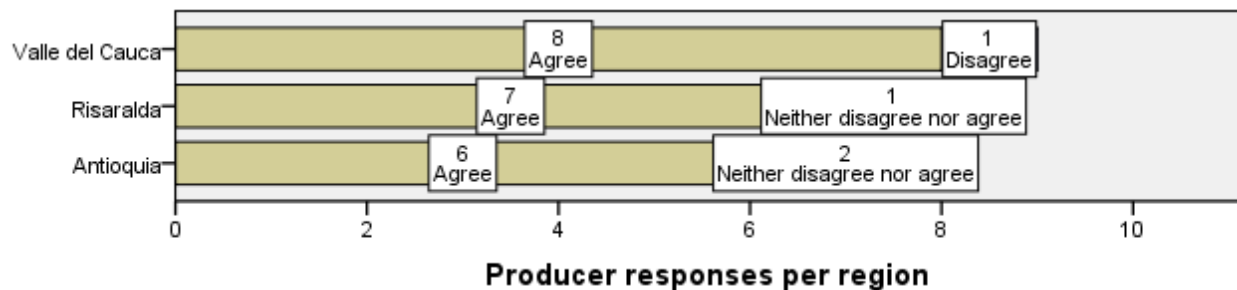 Valle del Cauca
8
Agree
1
Disagree
Risaralda
7
Agree
1
Neither disagree nor agree
Antioquia
6
Agree
2
Neither disagree nor agree
0 2 4 6 8 10
Producer responses per region